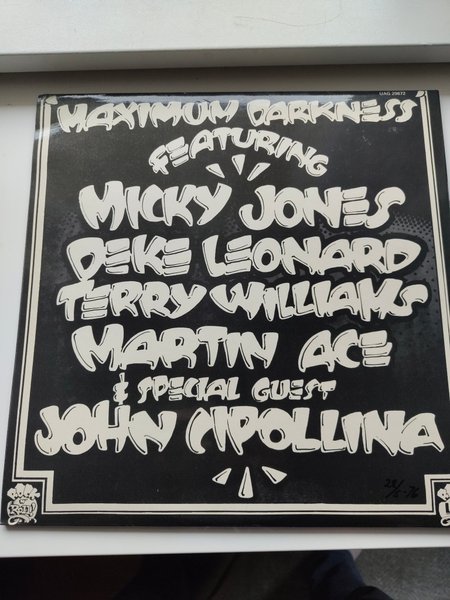 UAG 29872
MAXIMUM DARKNESS
FEATURING
MICKY JONES
DEKE LEONARD
TERRY WILLIAMS
MARTIN ACE
& SPECIAL GUEST
JOHN CIPOLLINA